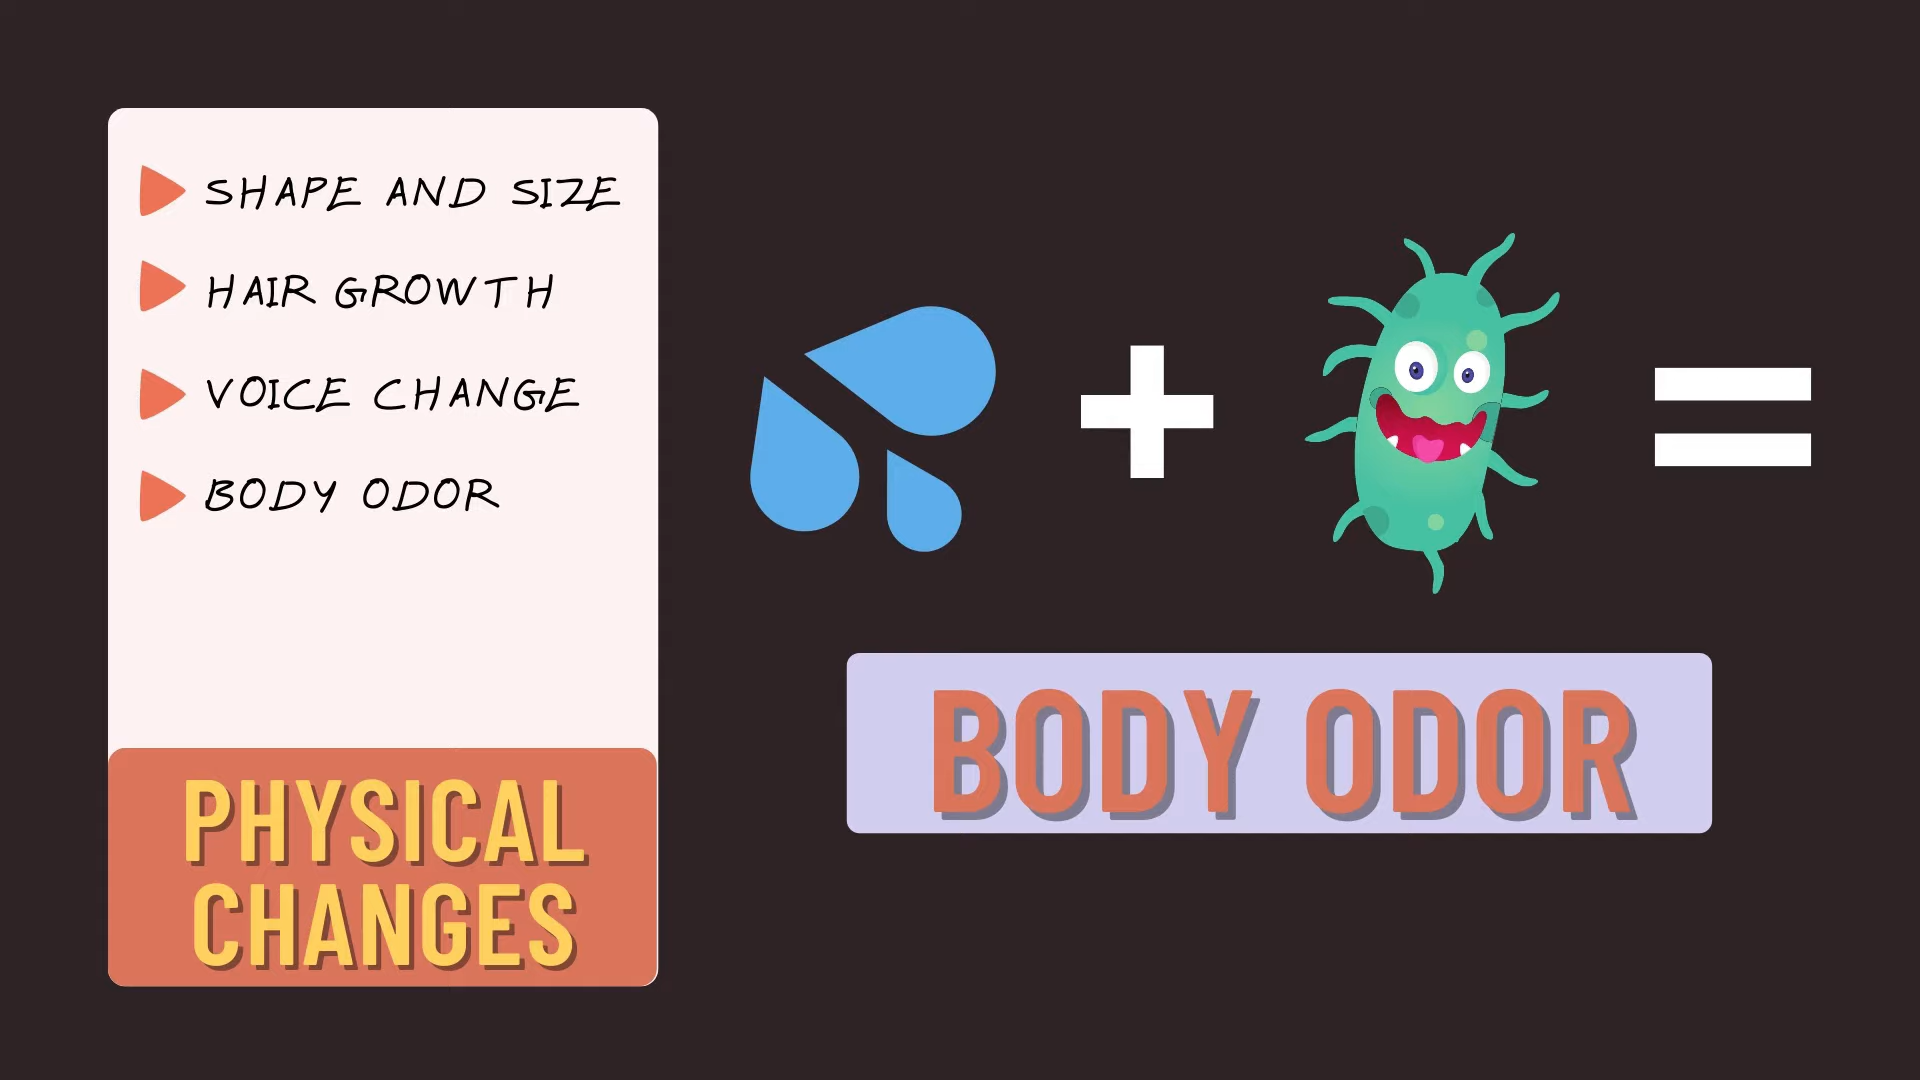 SHAPE AND SIZE
HAIR GROWTH
VOICE CHANGE
BODY ODOR
PHYSICAL
CHANGES
+
=
BODY ODOR